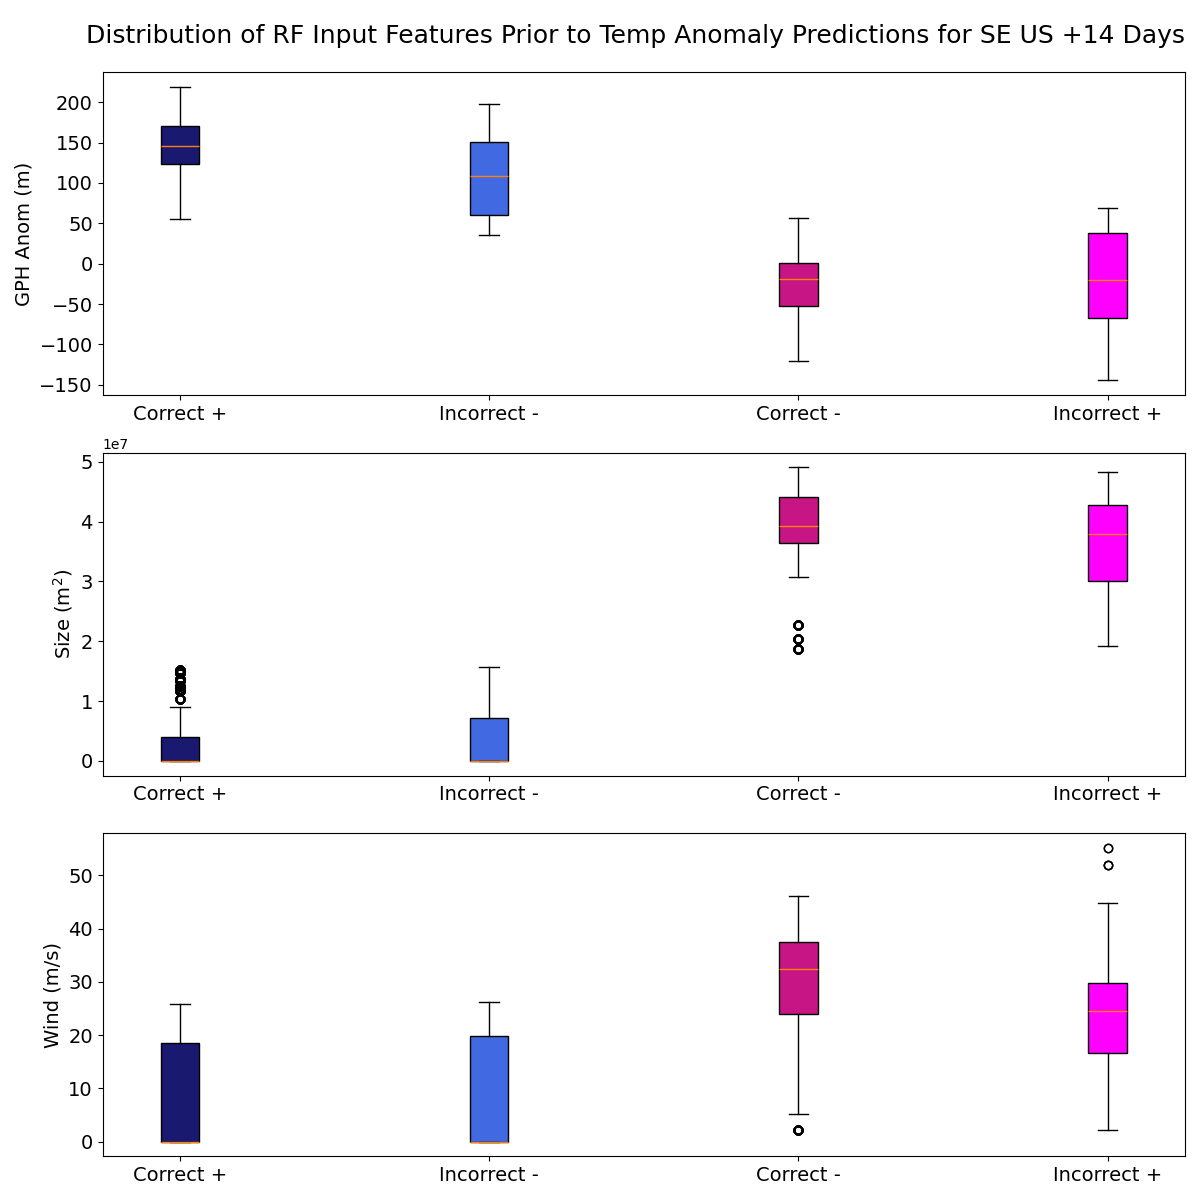 Distribution of RF Input Features Prior to Temp Anomaly Predictions for SE US +14 Days
GPH Anom (m)
200
150
100
50
0
−50
−100
−150
Correct + Incorrect - Correct - Incorrect +
1e7
Size (m²)
5
4
3
2
1
0
Correct + Incorrect - Correct - Incorrect +
Wind (m/s)
50
40
30
20
10
0
Correct + Incorrect - Correct - Incorrect +